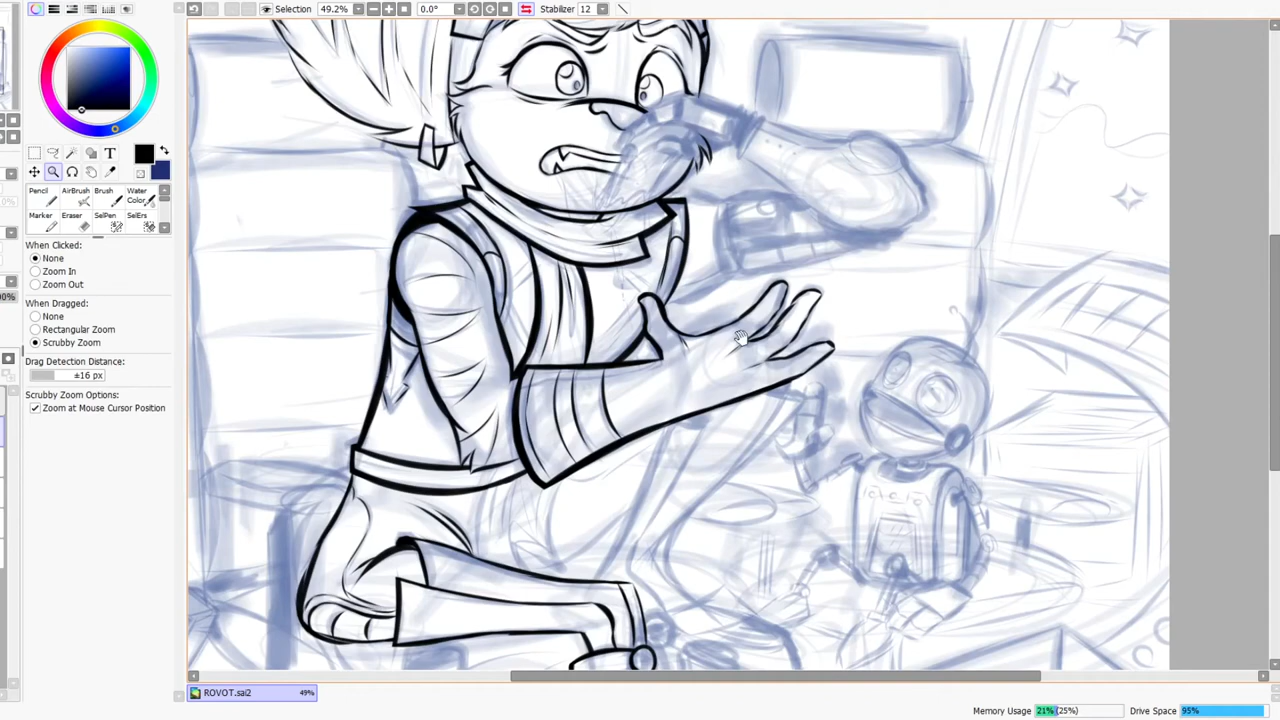 Selection 49.2% 0.0° Stabilizer 12
T
Pencil AirBrush Brush Water Color
Marker Eraser SelPen SelErs
When Clicked:
None
Zoom In
Zoom Out
When Dragged:
None
Rectangular Zoom
Scrubby Zoom
Drag Detection Distance:
±16 px
Scrubby Zoom Options:
Zoom at Mouse Cursor Position
ROVOT.sai2 49%
Memory Usage 21% (25%) Drive Space 95%